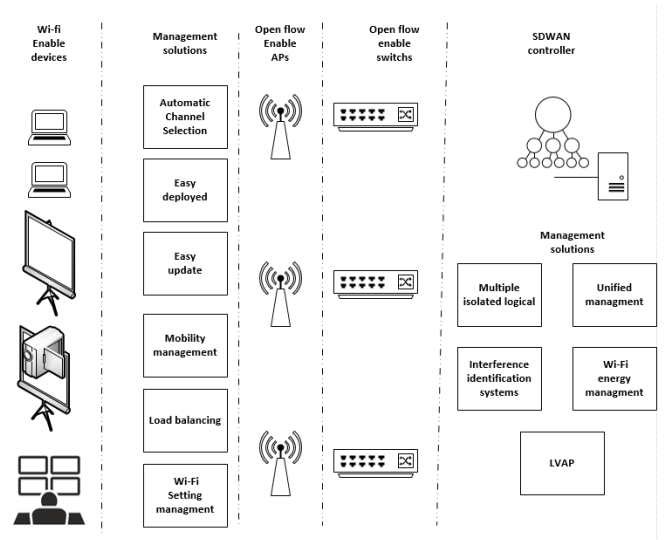 Wi-fi
Enable
devices
Management
solutions
Open flow
Enable
APs
Open flow
enable
switchs
SDWAN
controller
Automatic
Channel
Selection
Easy
deployed
Easy
update
Mobility
management
Load balancing
Wi-Fi
Setting
managment
Management
solutions
Multiple
isolated logical
Unified
managment
Interference
identification
systems
Wi-Fi
energy
managment
LVAP